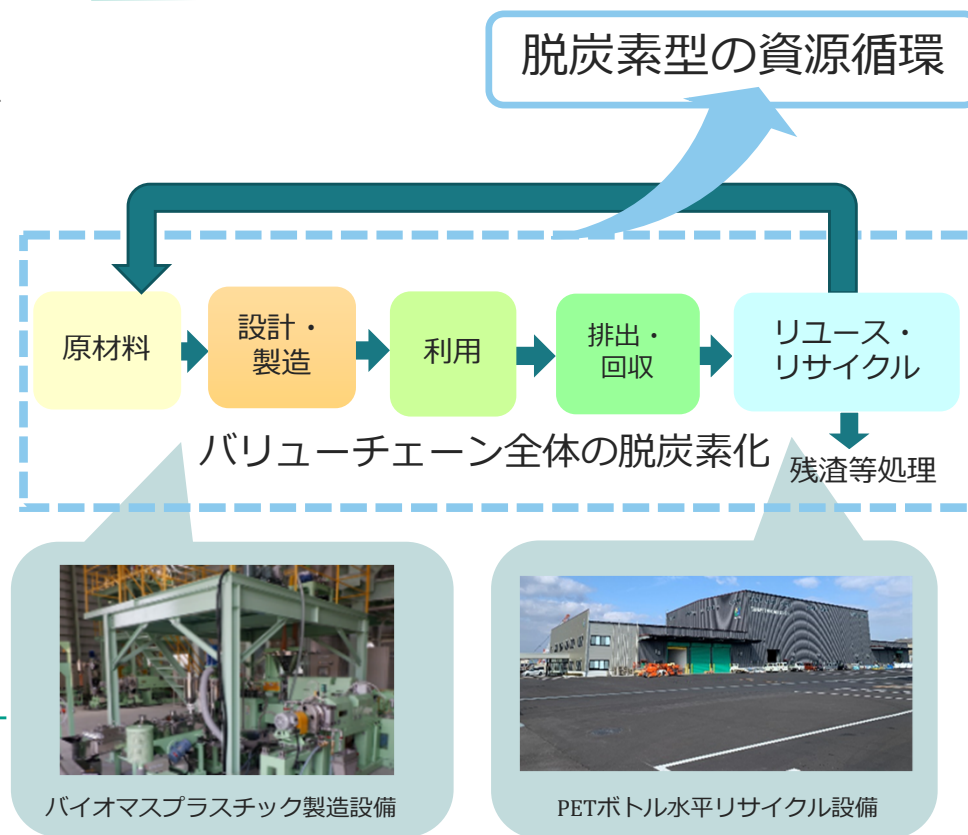 脱炭素型の資源循環
原材料
設計・
製造
利用
排出・
回収
リユース・
リサイクル
バリューチェーン全体の脱炭素化
残渣等処理
バイオマスプラスチック製造設備
PETボトル水平リサイクル設備